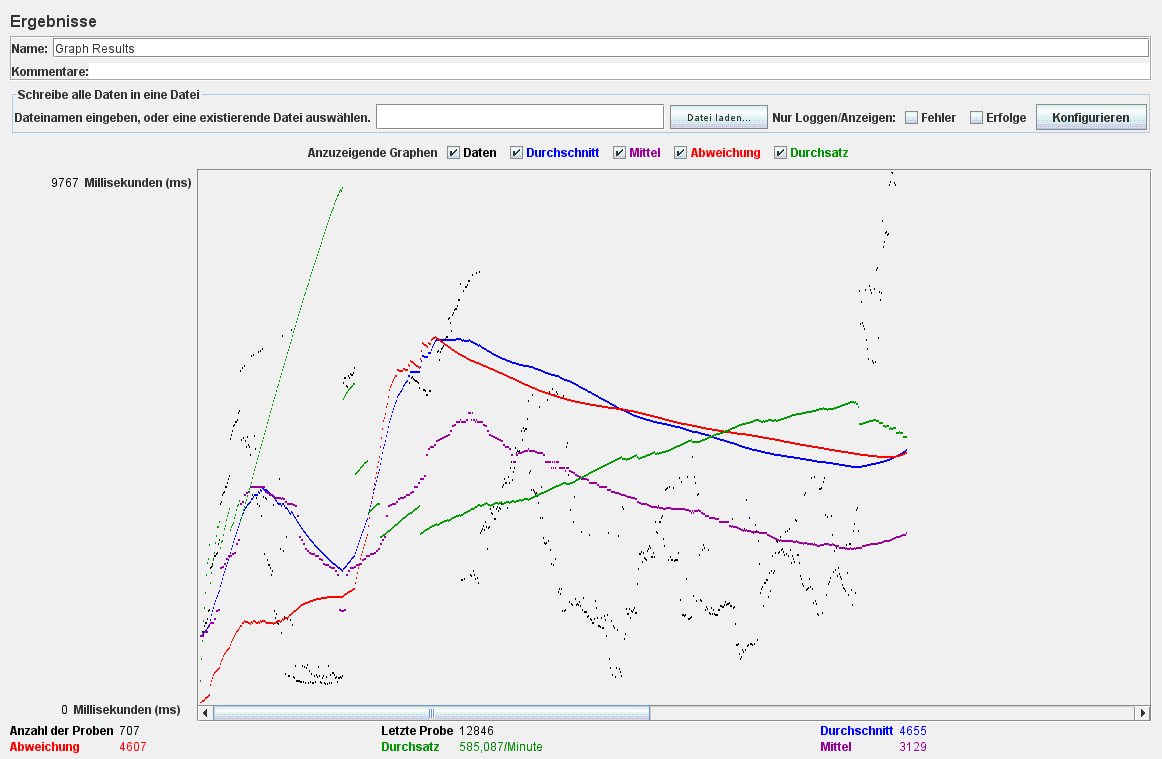 Ergebnisse
Name: Graph Results
Kommentare:
Schreibe alle Daten in eine Datei
Dateinamen eingeben, oder eine existierende Datei auswählen. Datei laden... Nur Loggen/Anzeigen: Fehler Erfolge Konfigurieren
Anzuzeigende Graphen Daten Durchschnitt Mittel Abweichung Durchsatz
9767 Millisekunden (ms)
0 Millisekunden (ms)
Anzahl der Proben 707 Letzte Probe 12846 Durchschnitt 4655
Abweichung 4607 Durchsatz 585,087/Minute Mittel 3129